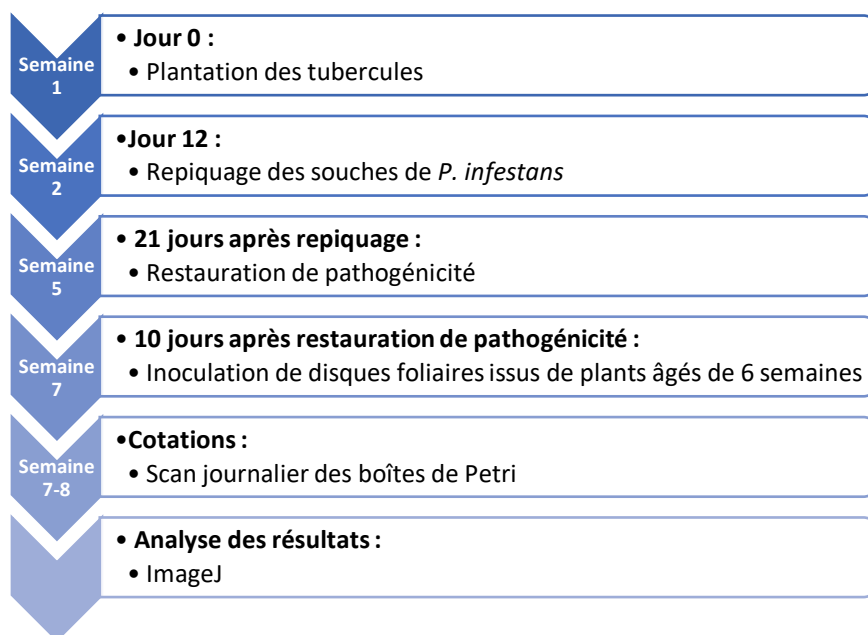 Semaine
1
• Jour 0 :
• Plantation des tubercules
Semaine
2
•Jour 12 :
• Repiquage des souches de P. infestans
Semaine
5
• 21 jours après repiquage :
• Restauration de pathogénicité
Semaine
7
• 10 jours après restauration de pathogénicité :
• Inoculation de disques foliaires issus de plants âgés de 6 semaines
Semaine
7-8
•Cotations :
• Scan journalier des boîtes de Petri
• Analyse des résultats :
• ImageJ